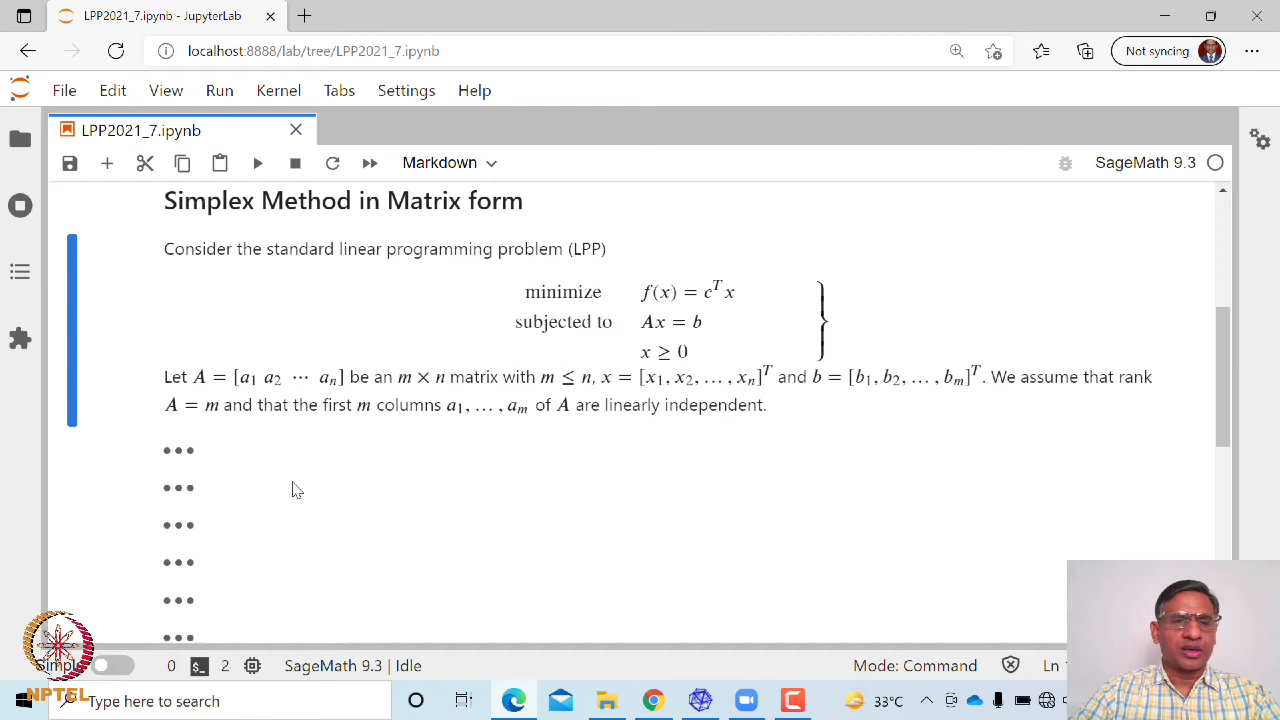 LPP2021_7.ipynb - JupyterLab
localhost:8888/lab/tree/LPP2021_7.ipynb
Not syncing
File Edit View Run Kernel Tabs Settings Help
LPP2021_7.ipynb
Markdown
SageMath 9.3
Simplex Method in Matrix form
Consider the standard linear programming problem (LPP)
minimize f(x) = c^T x
subjected to Ax = b
x ≥ 0
Let A = [a₁ a₂ ⋯ aₙ] be an m × n matrix with m ≤ n, x = [x₁, x₂, … , xₙ]^T and b = [b₁, b₂, … , bₘ]^T. We assume that rank
A = m and that the first m columns a₁, … , aₘ of A are linearly independent.
•••
•••
•••
•••
•••
•••
0
2
SageMath 9.3 | Idle
Mode: Command
NPTEL
Type here to search
33°C